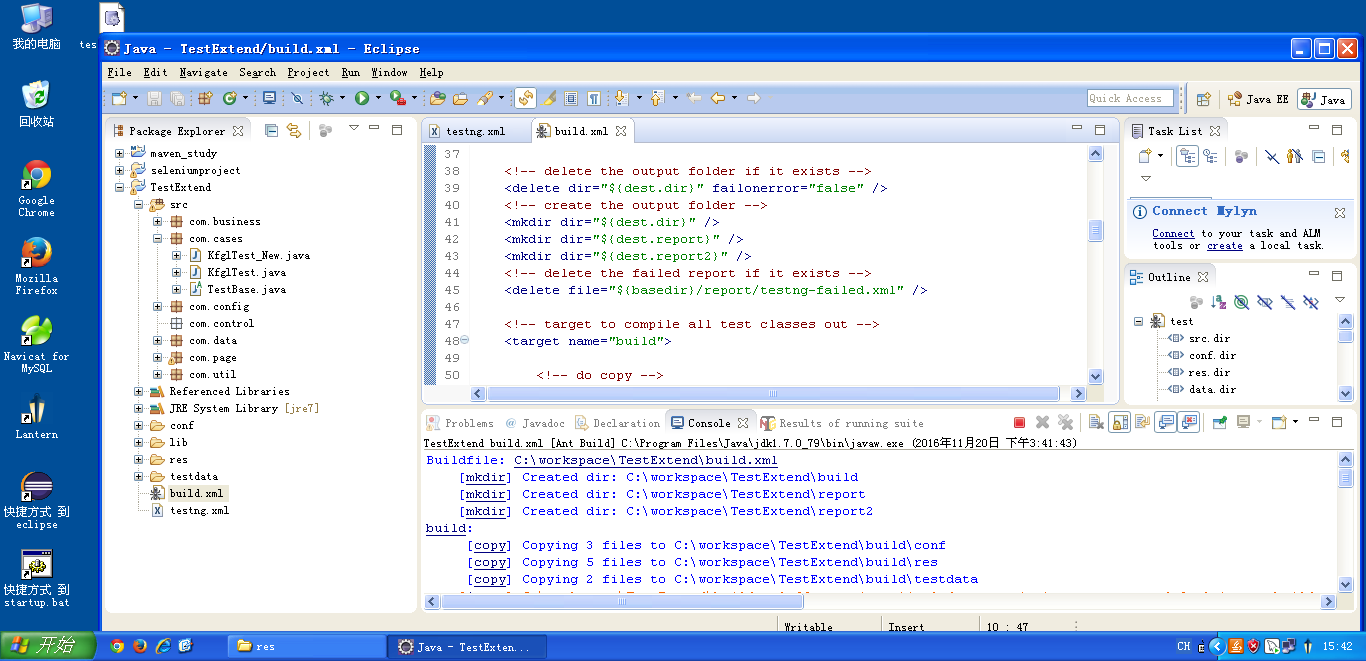 我的电脑
tes
回收站
Google
Chrome
Mozilla
Firefox
Navicat for
MySQL
Lantern
快捷方式 到
eclipse
快捷方式 到
startup.bat
Java - TestExtend/build.xml - Eclipse
File Edit Navigate Search Project Run Window Help
Quick Access
Java EE
Java
Package Explorer
maven_study
seleniumproject
TestExtend
src
com.business
com.cases
KfglTest_New.java
KfglTest.java
TestBase.java
com.config
com.control
com.data
com.page
com.util
Referenced Libraries
JRE System Library [jre7]
conf
lib
res
testdata
build.xml
testng.xml
testng.xml
build.xml
37
38 <!-- delete the output folder if it exists -->
39 <delete dir="${dest.dir}" failonerror="false" />
40 <!-- create the output folder -->
41 <mkdir dir="${dest.dir}" />
42 <mkdir dir="${dest.report}" />
43 <mkdir dir="${dest.report2}" />
44 <!-- delete the failed report if it exists -->
45 <delete file="${basedir}/report/testng-failed.xml" />
46
47 <!-- target to compile all test classes out -->
48 <target name="build">
49
50 <!-- do copy -->
Task List
Connect Mylyn
Connect to your task and ALM
tools or create a local task.
Outline
test
src.dir
conf.dir
res.dir
data.dir
Problems @ Javadoc Declaration Console Results of running suite
TestExtend build.xml [Ant Build] C:\Program Files\Java\jdk1.7.0_79\bin\javaw.exe (2016年11月20日 下午3:41:43)
Buildfile: C:\workspace\TestExtend\build.xml
[mkdir] Created dir: C:\workspace\TestExtend\build
[mkdir] Created dir: C:\workspace\TestExtend\report
[mkdir] Created dir: C:\workspace\TestExtend\report2
build:
[copy] Copying 3 files to C:\workspace\TestExtend\build\conf
[copy] Copying 5 files to C:\workspace\TestExtend\build\res
[copy] Copying 2 files to C:\workspace\TestExtend\build\testdata
Writable
Insert
10 : 47
开始
res
Java - TestExten...
CH
15:42